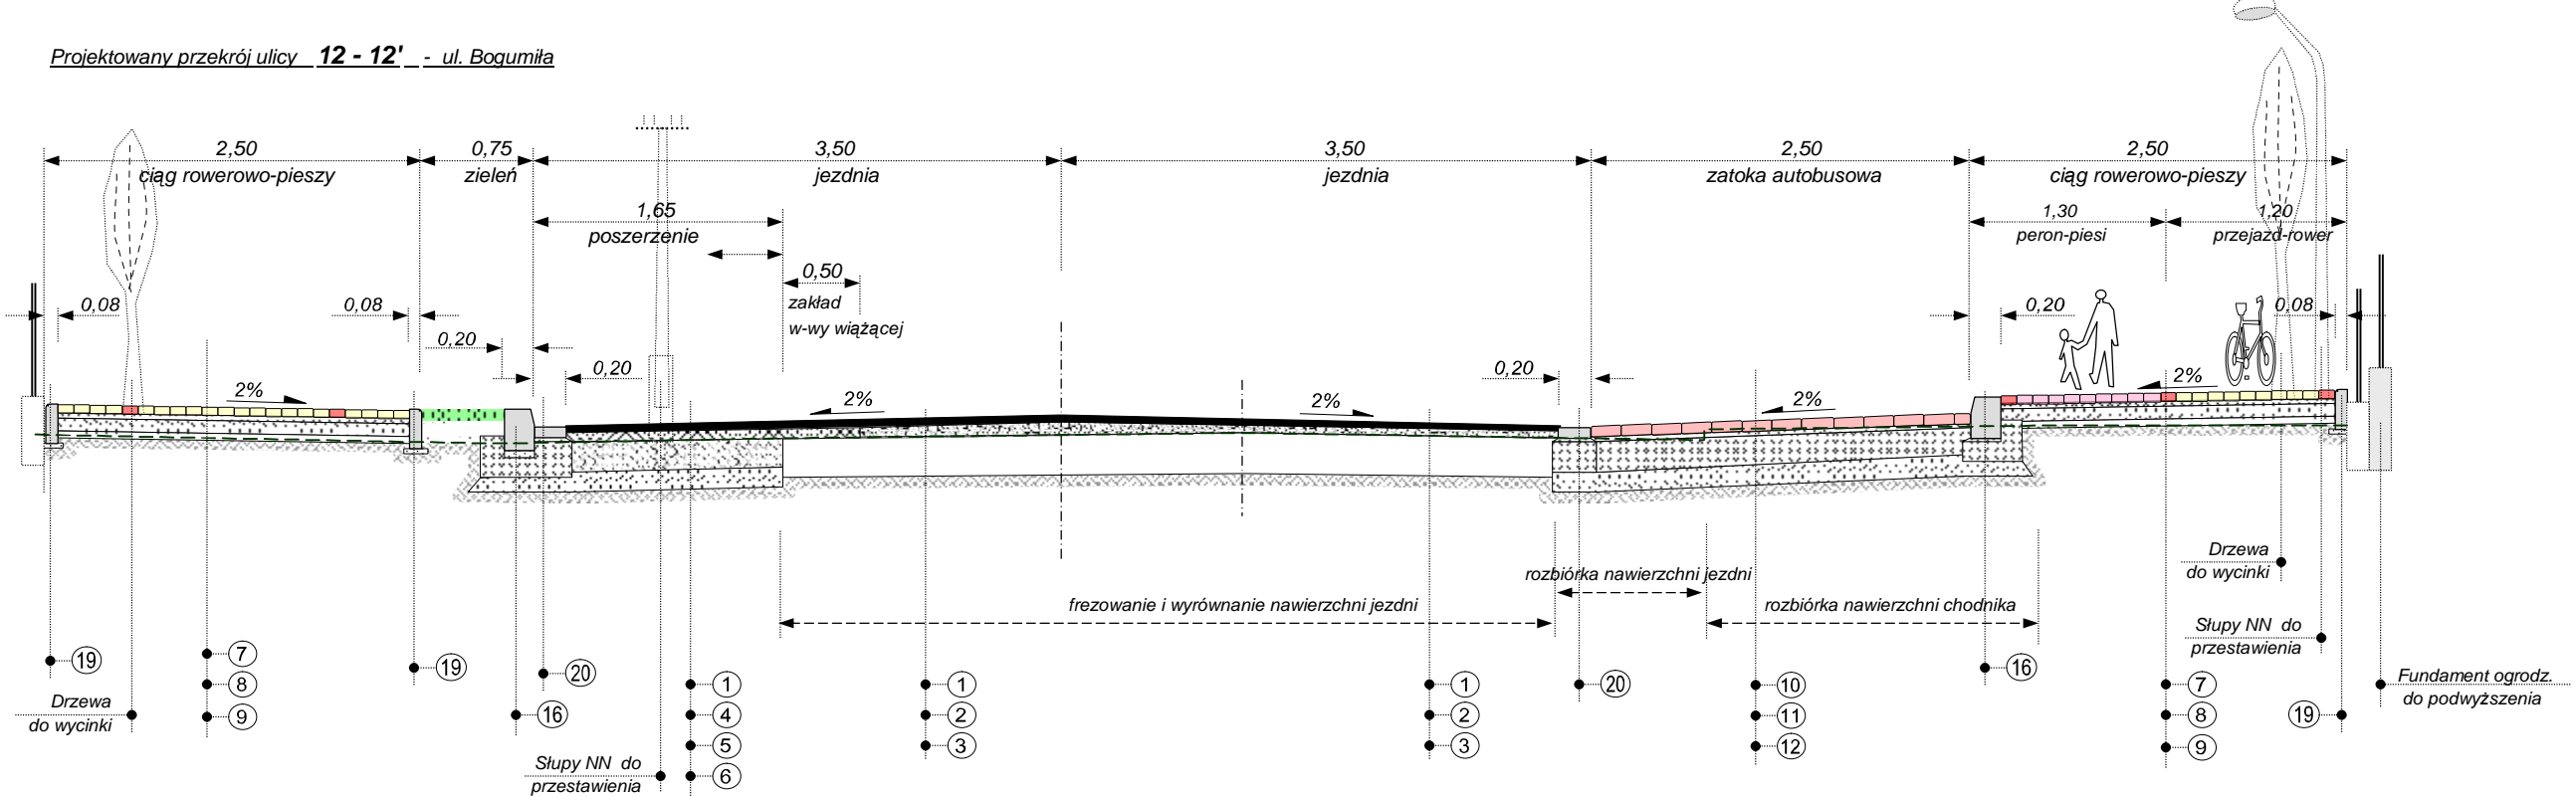 Projektowany przekrój ulicy 12 - 12' - ul. Bogumiła
2,50
ciąg rowerowo-pieszy
0,75
zieleń
3,50
jezdnia
3,50
jezdnia
2,50
zatoka autobusowa
2,50
ciąg rowerowo-pieszy
1,65
poszerzenie
1,30
peron-piesi
1,20
przejazd-rower
0,50
zakład
w-wy wiążącej
0,08
0,08
0,20
0,20
0,20
0,20
0,08
2%
2%
2%
2%
2%
rozbiórka nawierzchni jezdni
frezowanie i wyrównanie nawierzchni jezdni
rozbiórka nawierzchni chodnika
Drzewa
do wycinki
Słupy NN do
przestawienia
Fundament ogrodz.
do podwyższenia
19
7
8
9
Drzewa
do wycinki
19
20
16
Słupy NN do
przestawienia
1
4
5
6
1
2
3
1
2
3
20
10
11
12
16
7
8
9
19